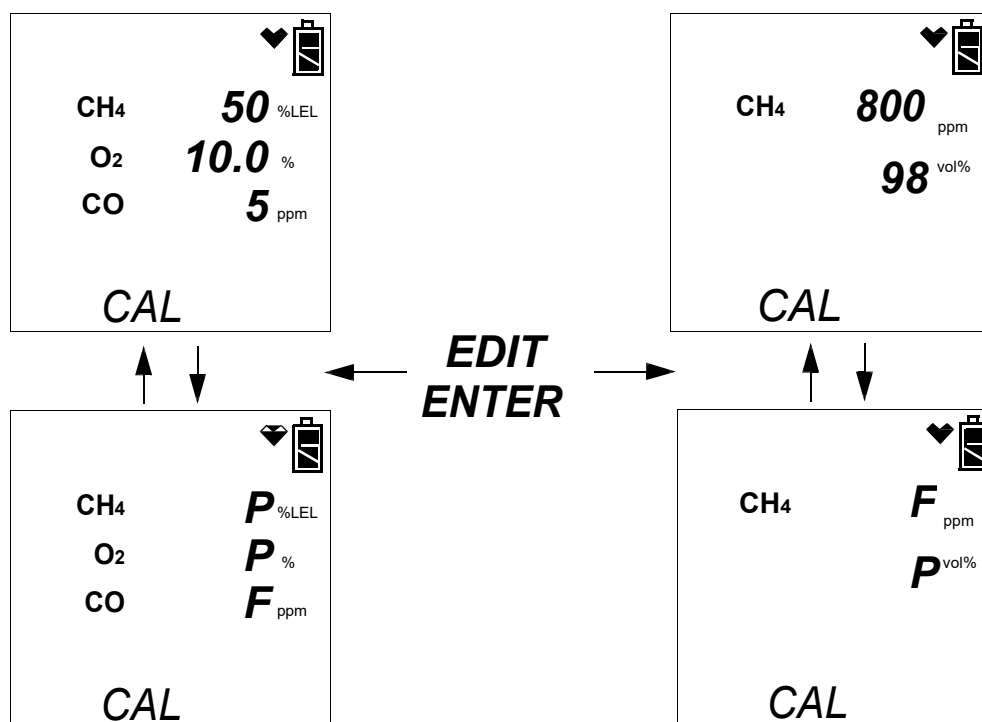 CH4 50 %LEL
O2 10.0 %
CO 5 ppm
CAL
CH4 800 ppm
98 vol%
CAL
EDIT
ENTER
CH4 P %LEL
O2 P %
CO F ppm
CAL
CH4 F ppm
P vol%
CAL